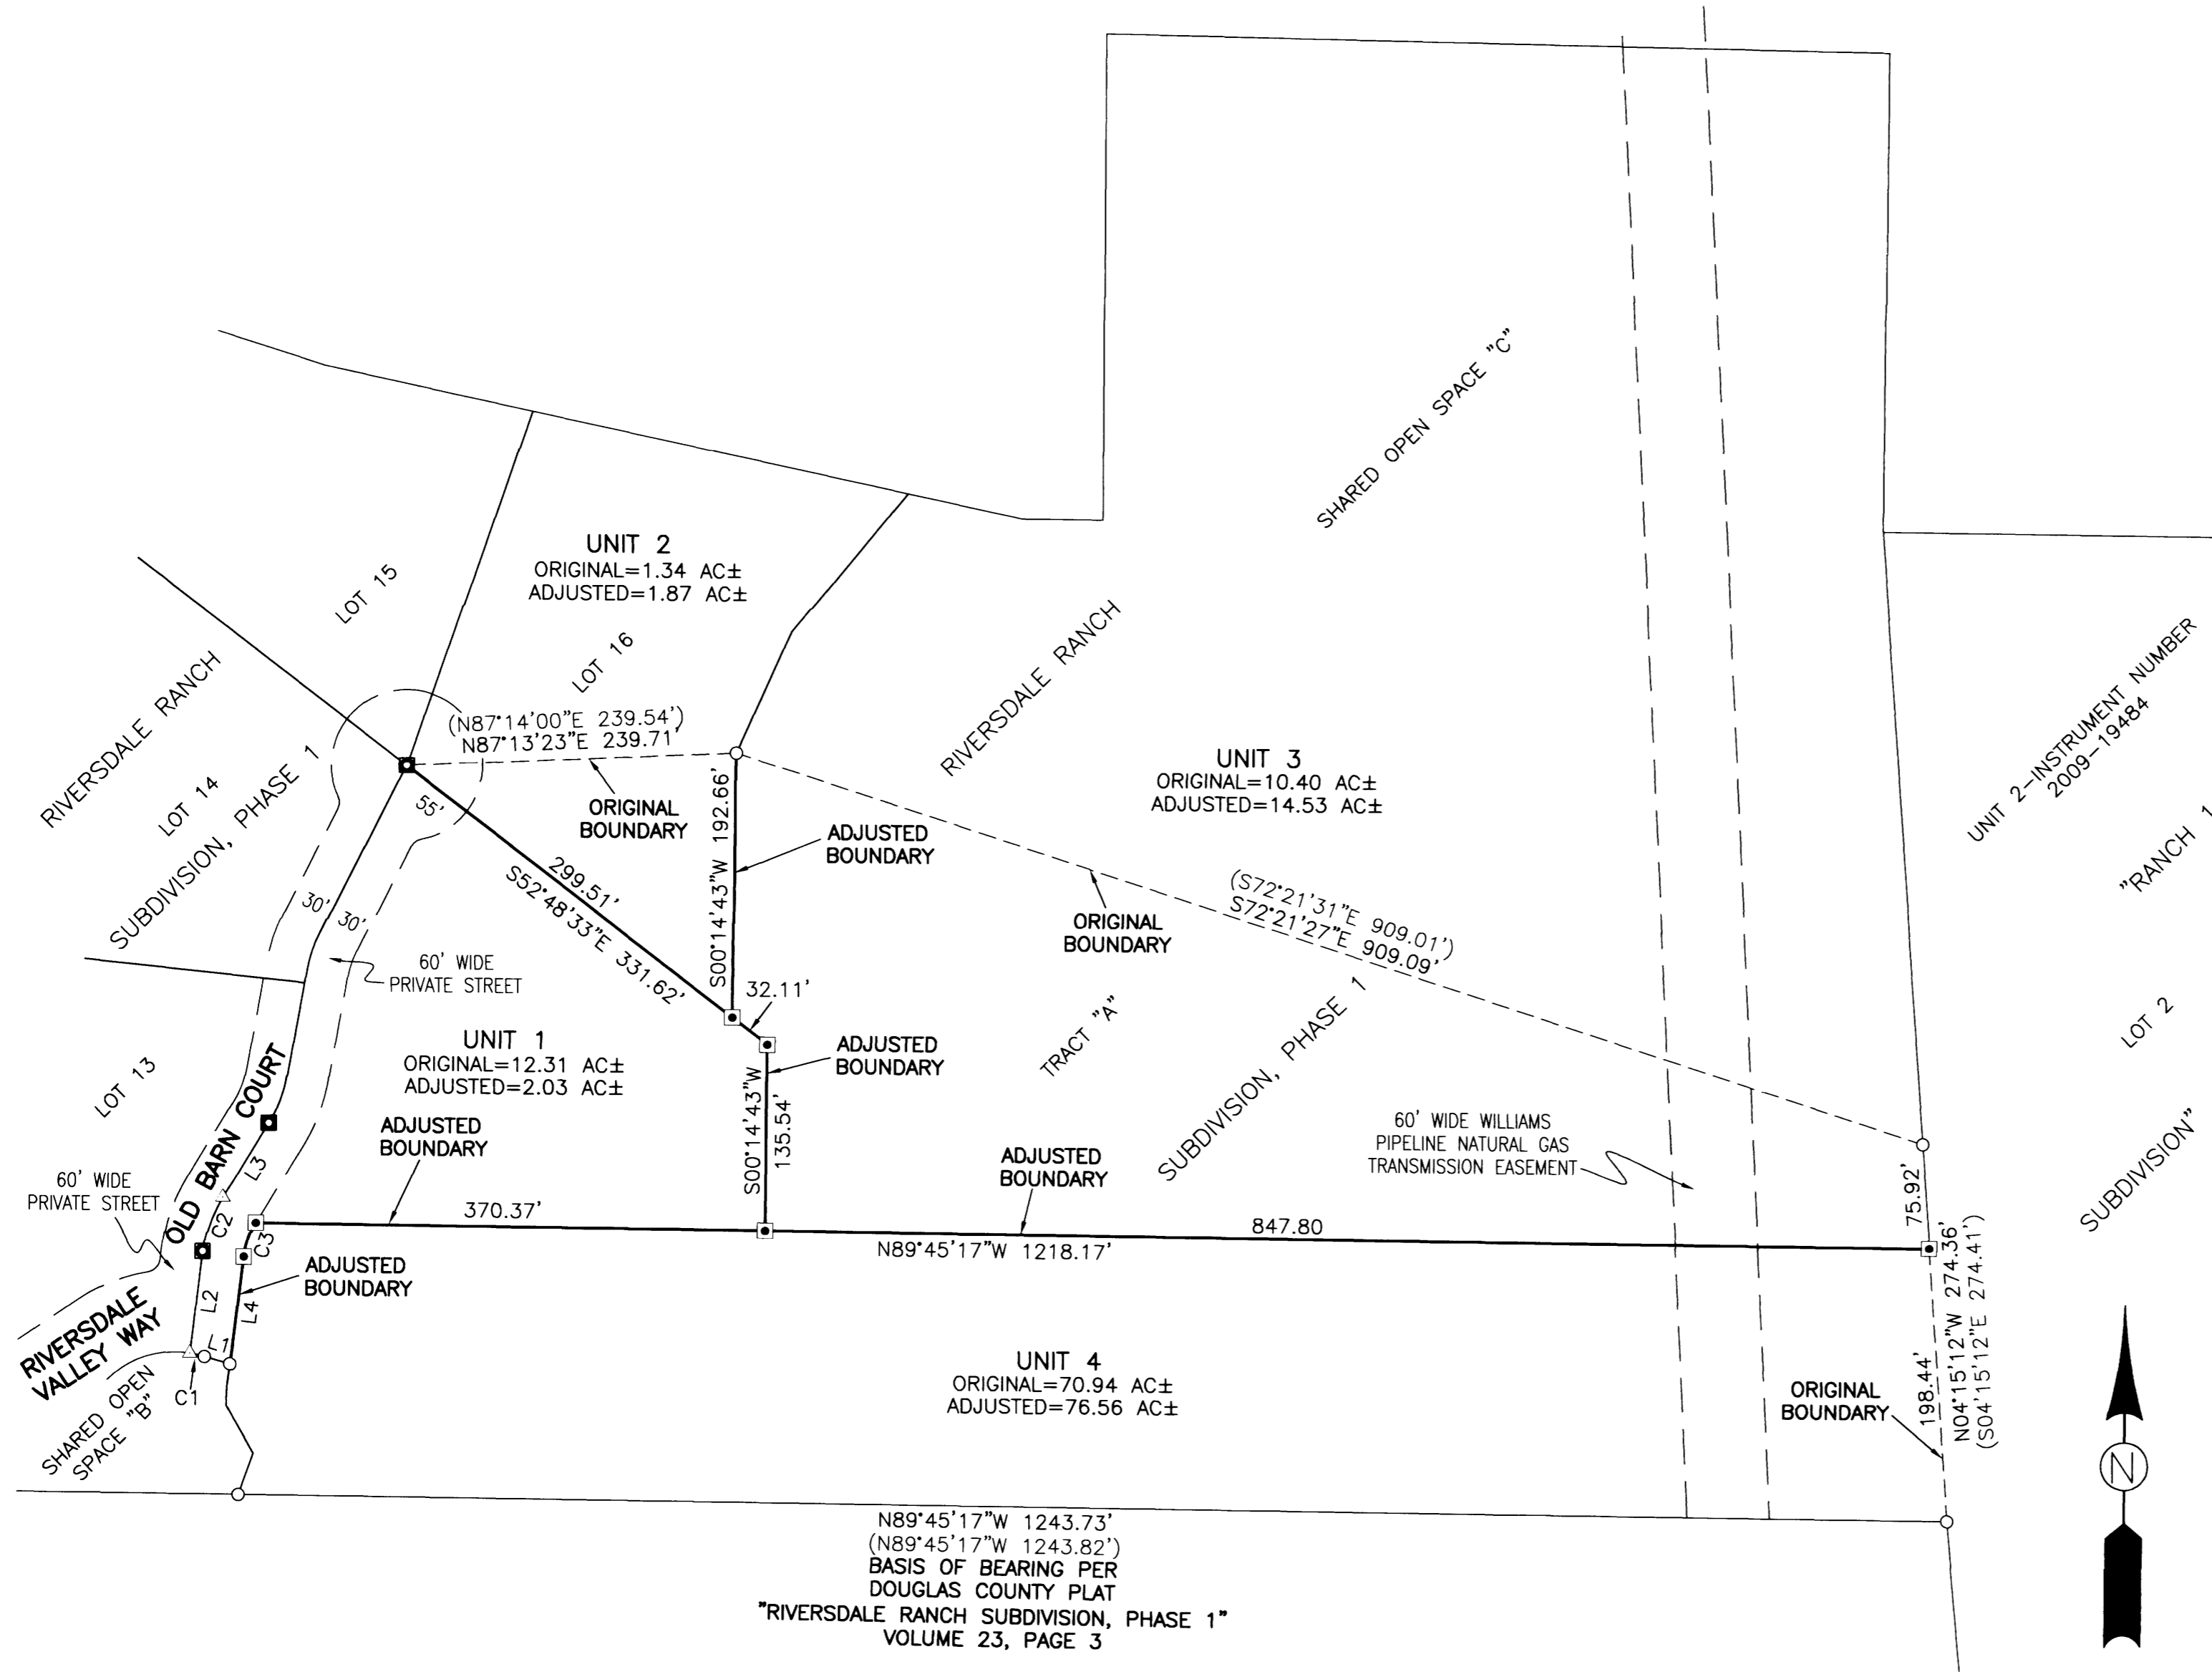 SHARED OPEN SPACE "C"
UNIT 2
ORIGINAL=1.34 AC±
ADJUSTED=1.87 AC±
LOT 15
LOT 16
RIVERSDALE RANCH
LOT 14
SUBDIVISION, PHASE 1
(N87°14'00"E 239.54')
N87°13'23"E 239.71'
ORIGINAL
BOUNDARY
55'
299.51'
S52°48'33"E 331.62'
S00°14'43"W 192.66'
ADJUSTED
BOUNDARY
RIVERSDALE RANCH
UNIT 3
ORIGINAL=10.40 AC±
ADJUSTED=14.53 AC±
ORIGINAL
BOUNDARY
(S72°21'31"E 909.01')
S72°21'27"E 909.09'
UNIT 2-INSTRUMENT NUMBER
2009-19484
"RANCH 1
LOT 2
SUBDIVISION"
30'
30'
60' WIDE
PRIVATE STREET
32.11'
ADJUSTED
BOUNDARY
TRACT "A"
SUBDIVISION, PHASE 1
UNIT 1
ORIGINAL=12.31 AC±
ADJUSTED=2.03 AC±
LOT 13
OLD BARN COURT
ADJUSTED
BOUNDARY
S00°14'43"W
135.54'
ADJUSTED
BOUNDARY
60' WIDE WILLIAMS
PIPELINE NATURAL GAS
TRANSMISSION EASEMENT
60' WIDE
PRIVATE STREET
L3
C2
C3
370.37'
847.80
N89°45'17"W 1218.17'
75.92'
198.44'
N04°15'12"W 274.36'
(S04°15'12"E 274.41')
ADJUSTED
BOUNDARY
L2
L4
L1
C1
RIVERSDALE
VALLEY WAY
SHARED OPEN
SPACE "B"
UNIT 4
ORIGINAL=70.94 AC±
ADJUSTED=76.56 AC±
ORIGINAL
BOUNDARY
N
N89°45'17"W 1243.73'
(N89°45'17"W 1243.82')
BASIS OF BEARING PER
DOUGLAS COUNTY PLAT
"RIVERSDALE RANCH SUBDIVISION, PHASE 1"
VOLUME 23, PAGE 3